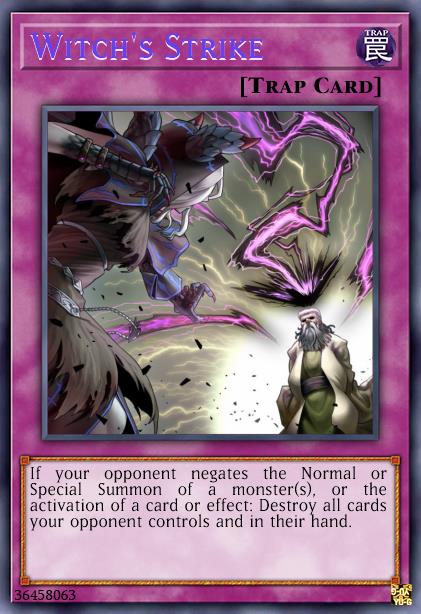 Witch's Strike
TRAP
罠
[Trap Card]
If your opponent negates the Normal or
Special Summon of a monster(s), or the
activation of a card or effect: Destroy all cards
your opponent controls and in their hand.
36458063